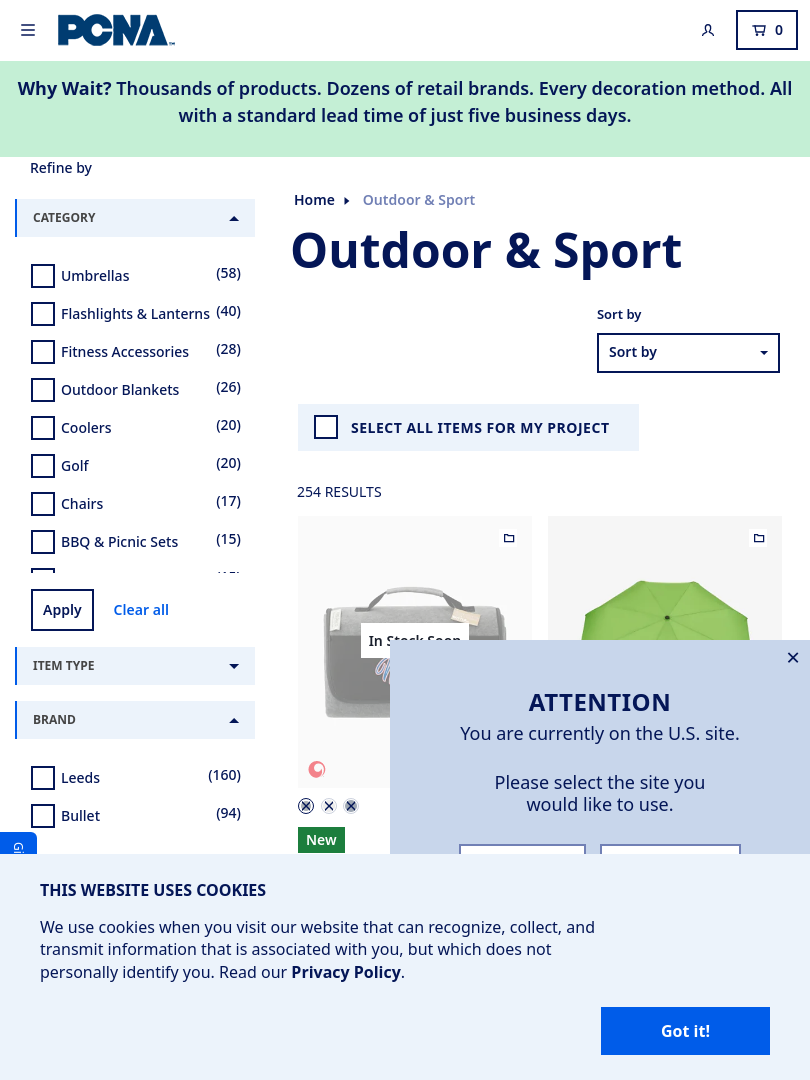 PCNA
0
Why Wait? Thousands of products. Dozens of retail brands. Every decoration method. All
with a standard lead time of just five business days.
Refine by
CATEGORY
Umbrellas (58)
Flashlights & Lanterns (40)
Fitness Accessories (28)
Outdoor Blankets (26)
Coolers (20)
Golf (20)
Chairs (17)
BBQ & Picnic Sets (15)
Apply
Clear all
ITEM TYPE
BRAND
Leeds (160)
Bullet (94)
Home
Outdoor & Sport
Outdoor & Sport
Sort by
Sort by
SELECT ALL ITEMS FOR MY PROJECT
254 RESULTS
In Stock Soon
New
ATTENTION
You are currently on the U.S. site.
Please select the site you
would like to use.
THIS WEBSITE USES COOKIES
We use cookies when you visit our website that can recognize, collect, and
transmit information that is associated with you, but which does not
personally identify you. Read our Privacy Policy.
Got it!